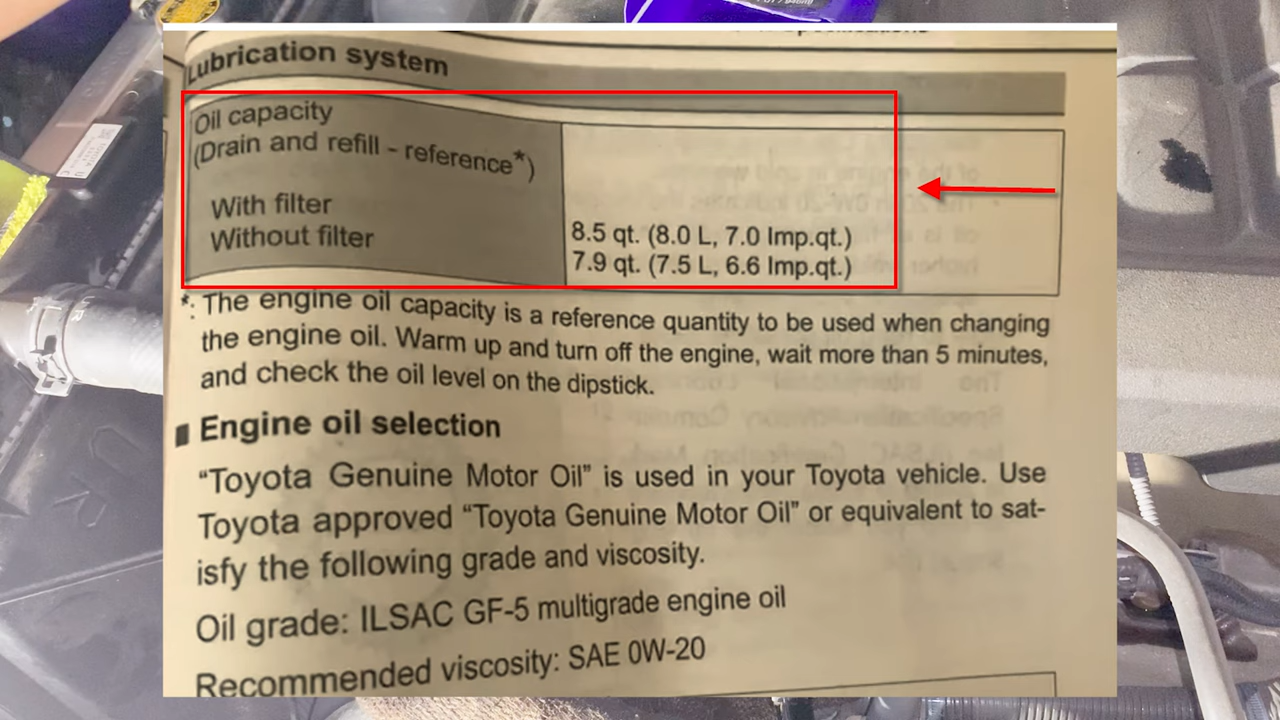 Lubrication system
Oil capacity
(Drain and refill – reference*)
With filter
Without filter
8.5 qt. (8.0 L, 7.0 Imp.qt.)
7.9 qt. (7.5 L, 6.6 Imp.qt.)
*: The engine oil capacity is a reference quantity to be used when changing
the engine oil. Warm up and turn off the engine, wait more than 5 minutes,
and check the oil level on the dipstick.
Engine oil selection
“Toyota Genuine Motor Oil” is used in your Toyota vehicle. Use
Toyota approved “Toyota Genuine Motor Oil” or equivalent to sat-
isfy the following grade and viscosity.
Oil grade: ILSAC GF-5 multigrade engine oil
Recommended viscosity: SAE 0W-20